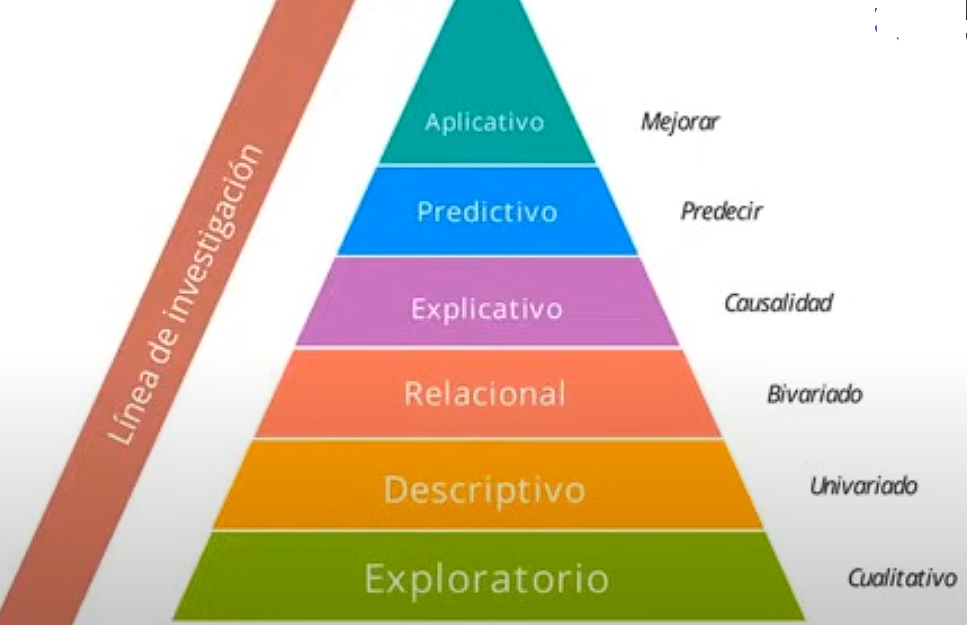 Línea de investigación
Aplicativo
Mejorar
Predictivo
Predecir
Explicativo
Causalidad
Relacional
Bivariado
Descriptivo
Univariado
Exploratorio
Cualitativo